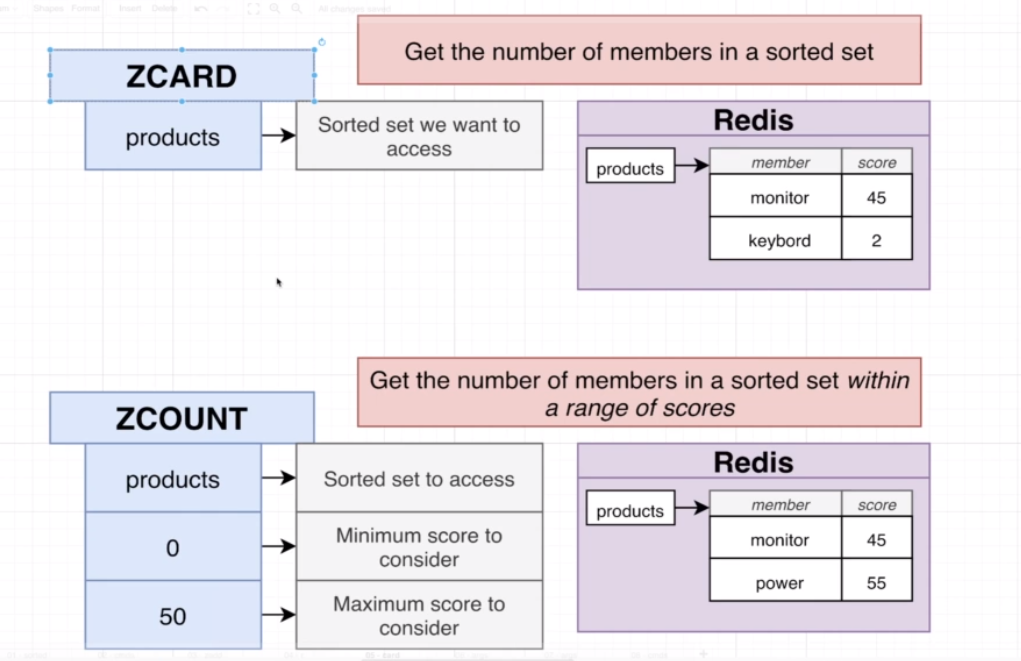 Shapes Format Insert Delete All changes saved
Get the number of members in a sorted set
ZCARD
products
Sorted set we want to
access
Redis
products
member score
monitor 45
keybord 2
Get the number of members in a sorted set within
a range of scores
ZCOUNT
products
Sorted set to access
0
Minimum score to
consider
50
Maximum score to
consider
Redis
products
member score
monitor 45
power 55